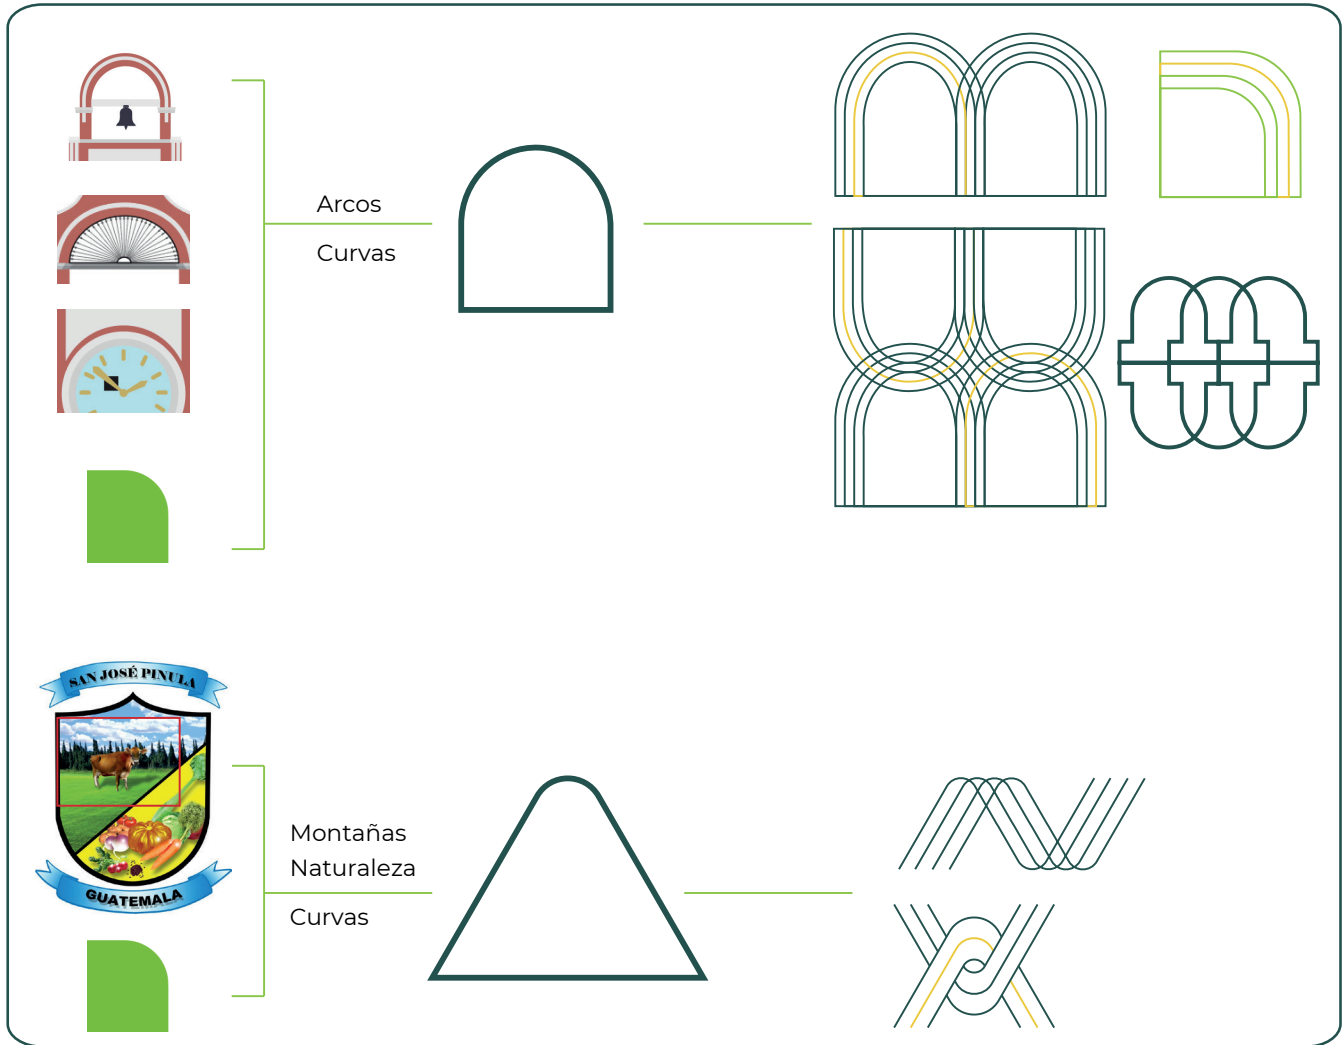 Arcos
Curvas
SAN JOSÉ PINULA
GUATEMALA
Montañas
Naturaleza
Curvas